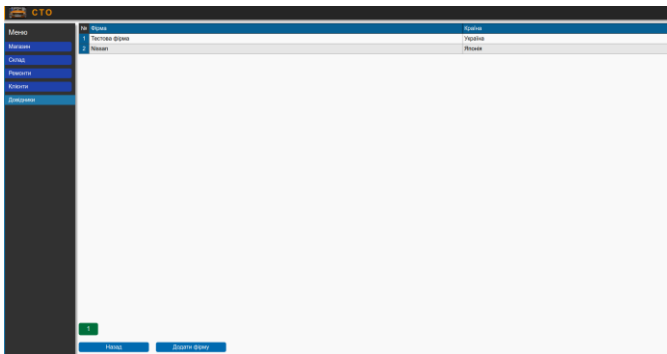 СТО
Меню
Магазин
Склад
Ремонти
Клієнти
Довідники
№ Фірма Країна
1 Тестова фірма Україна
2 Nissan Японія
1
Назад Додати фірму